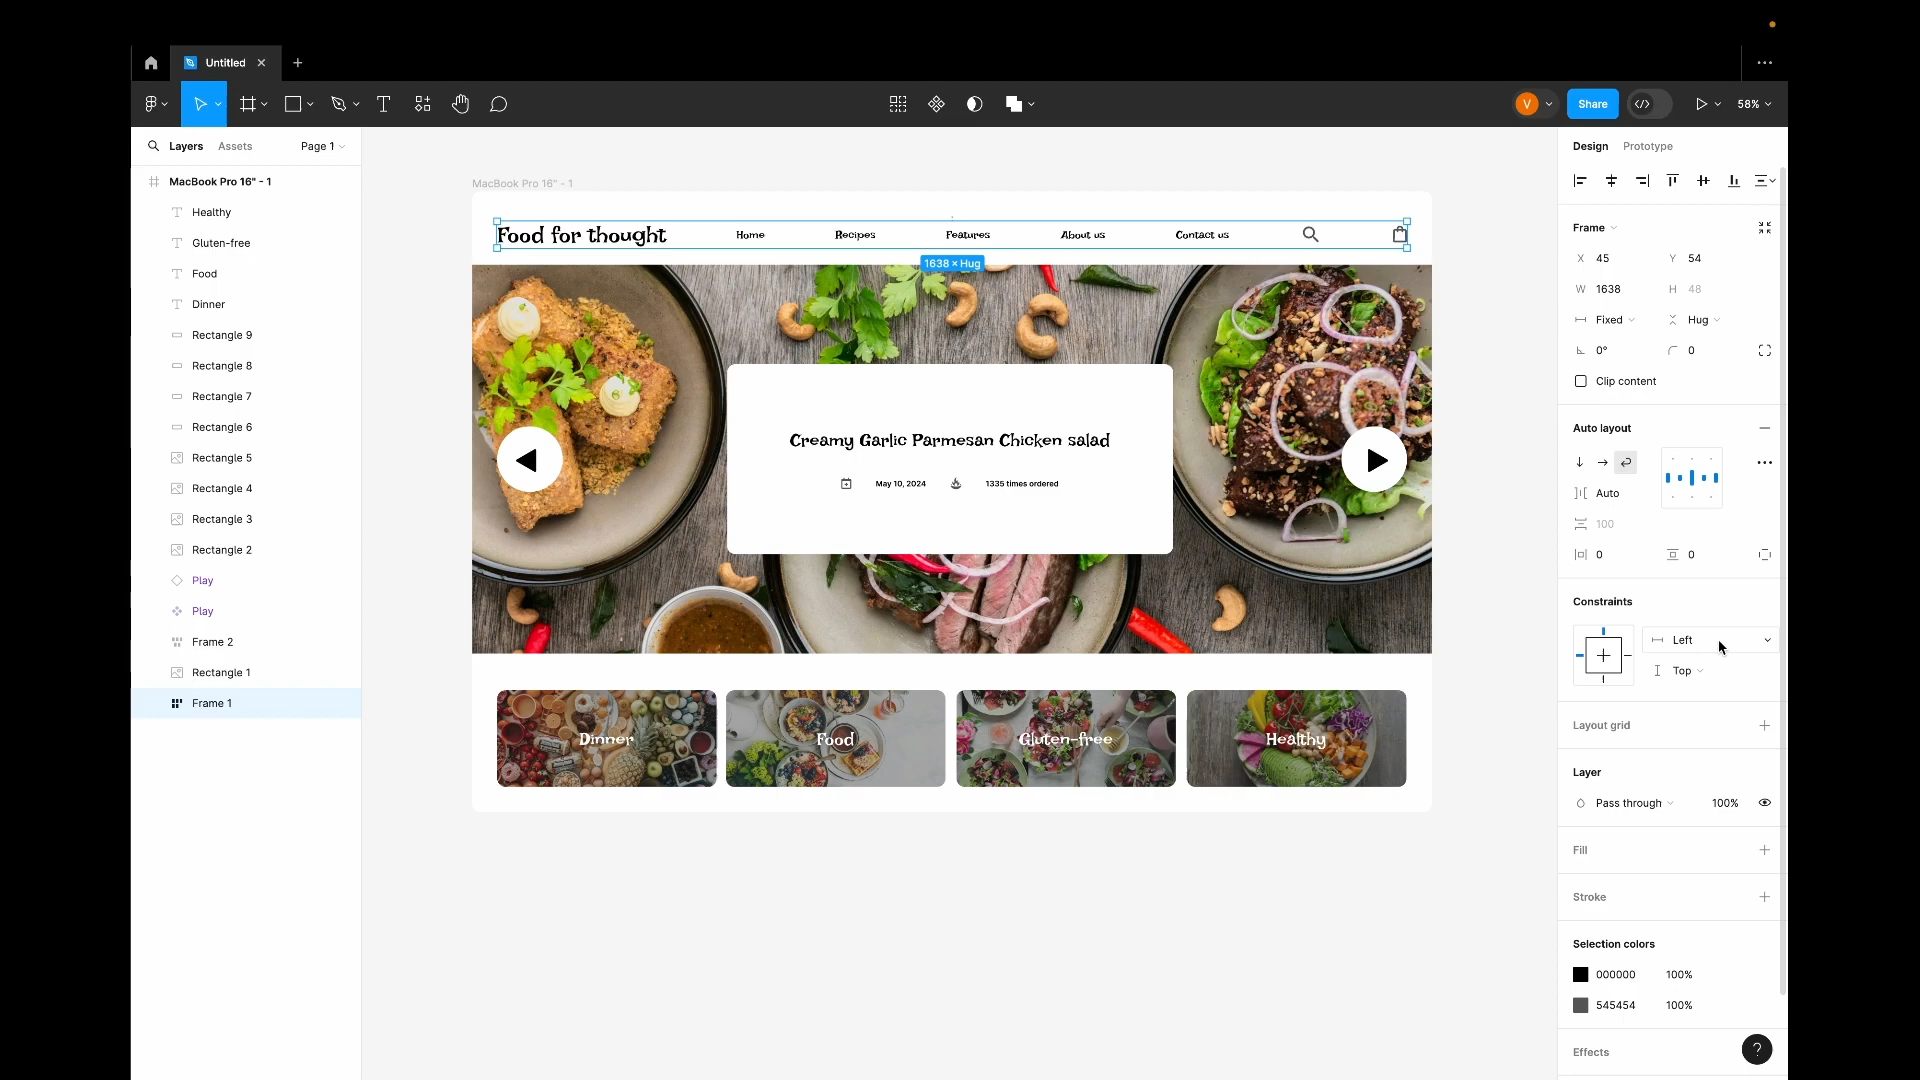 Untitled
V
Share
58%
Layers
Assets
Page 1
Design
Prototype
MacBook Pro 16" - 1
Healthy
Gluten-free
Food
Dinner
Rectangle 9
Rectangle 8
Rectangle 7
Rectangle 6
Rectangle 5
Rectangle 4
Rectangle 3
Rectangle 2
Play
Play
Frame 2
Rectangle 1
Frame 1
MacBook Pro 16" - 1
Food for thought
Home
Recipes
Features
About us
Contact us
1638 × Hug
Creamy Garlic Parmesan Chicken salad
May 10, 2024
1335 times ordered
Dinner
Food
Gluten-free
Healthy
Frame
X 45
Y 54
W 1638
H 48
Fixed
Hug
0°
0
Clip content
Auto layout
Auto
100
0
0
Constraints
Left
Top
Layout grid
Layer
Pass through
100%
Fill
Stroke
Selection colors
000000 100%
545454 100%
Effects
?